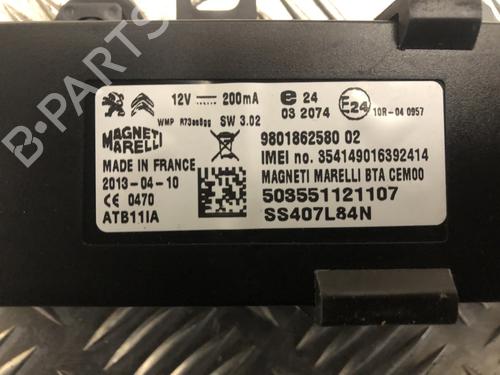 12V 200mA
e 24
03 2074
E24
10R-04 0957
WMP R73ae8gg SW 3.02
MAGNETI
MARELLI
MADE IN FRANCE
2013-04-10
CE 0470
ATB11IA
9801862580 02
IMEI no. 354149016392414
MAGNETI MARELLI BTA CEM00
503551121107
SS407L84N
B-Parts